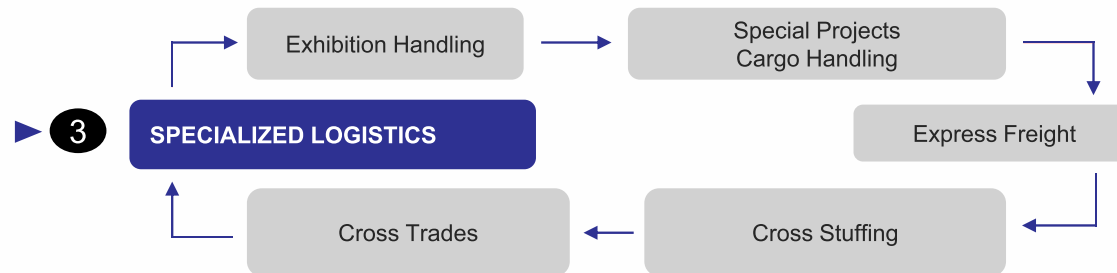 Exhibition Handling
Special Projects
Cargo Handling
3
SPECIALIZED LOGISTICS
Express Freight
Cross Trades
Cross Stuffing